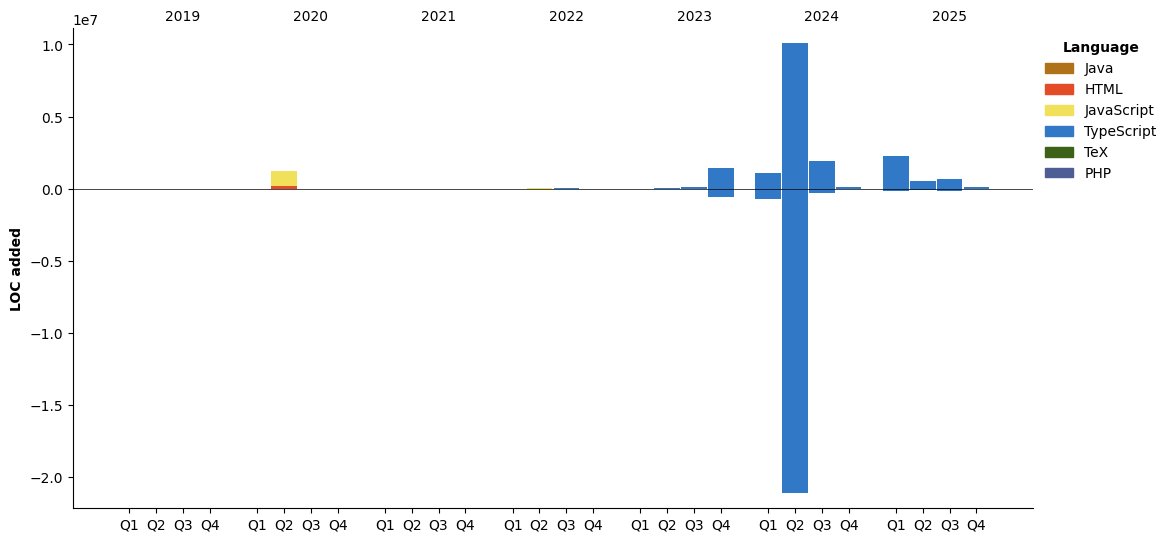 1e7
2019 2020 2021 2022 2023 2024 2025
1.0
0.5
0.0
−0.5
−1.0
−1.5
−2.0
LOC added
Q1 Q2 Q3 Q4 Q1 Q2 Q3 Q4 Q1 Q2 Q3 Q4 Q1 Q2 Q3 Q4 Q1 Q2 Q3 Q4 Q1 Q2 Q3 Q4 Q1 Q2 Q3 Q4
Language
Java
HTML
JavaScript
TypeScript
TeX
PHP